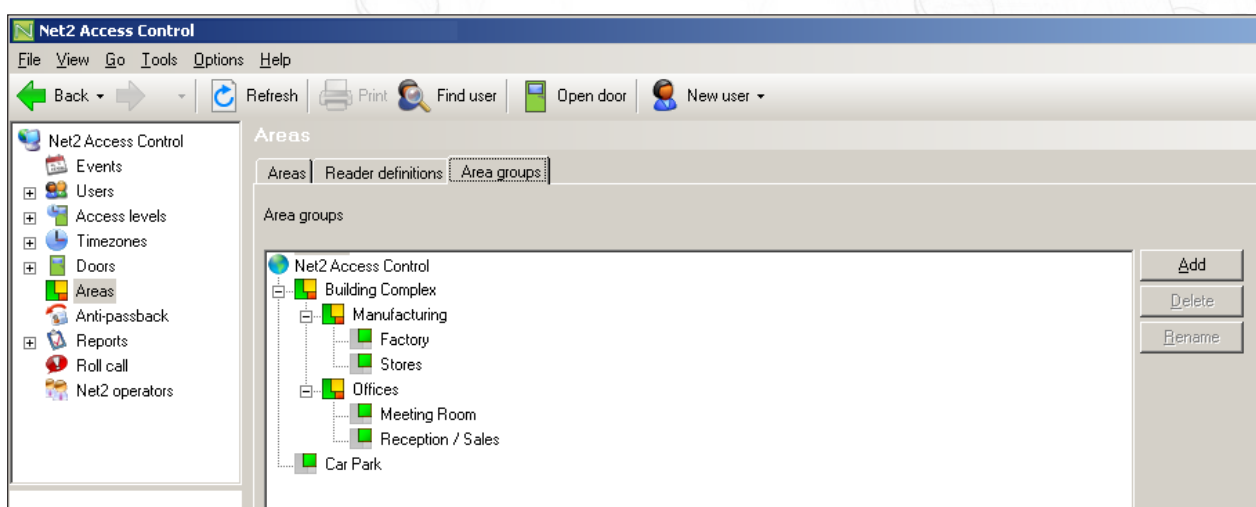 Net2 Access Control
File View Go Tools Options Help
Back Refresh Print Find user Open door New user
Net2 Access Control
Events
Users
Access levels
Timezones
Doors
Areas
Anti-passback
Reports
Roll call
Net2 operators
Areas
Areas Reader definitions Area groups
Area groups
Net2 Access Control
Building Complex
Manufacturing
Factory
Stores
Offices
Meeting Room
Reception / Sales
Car Park
Add
Delete
Rename